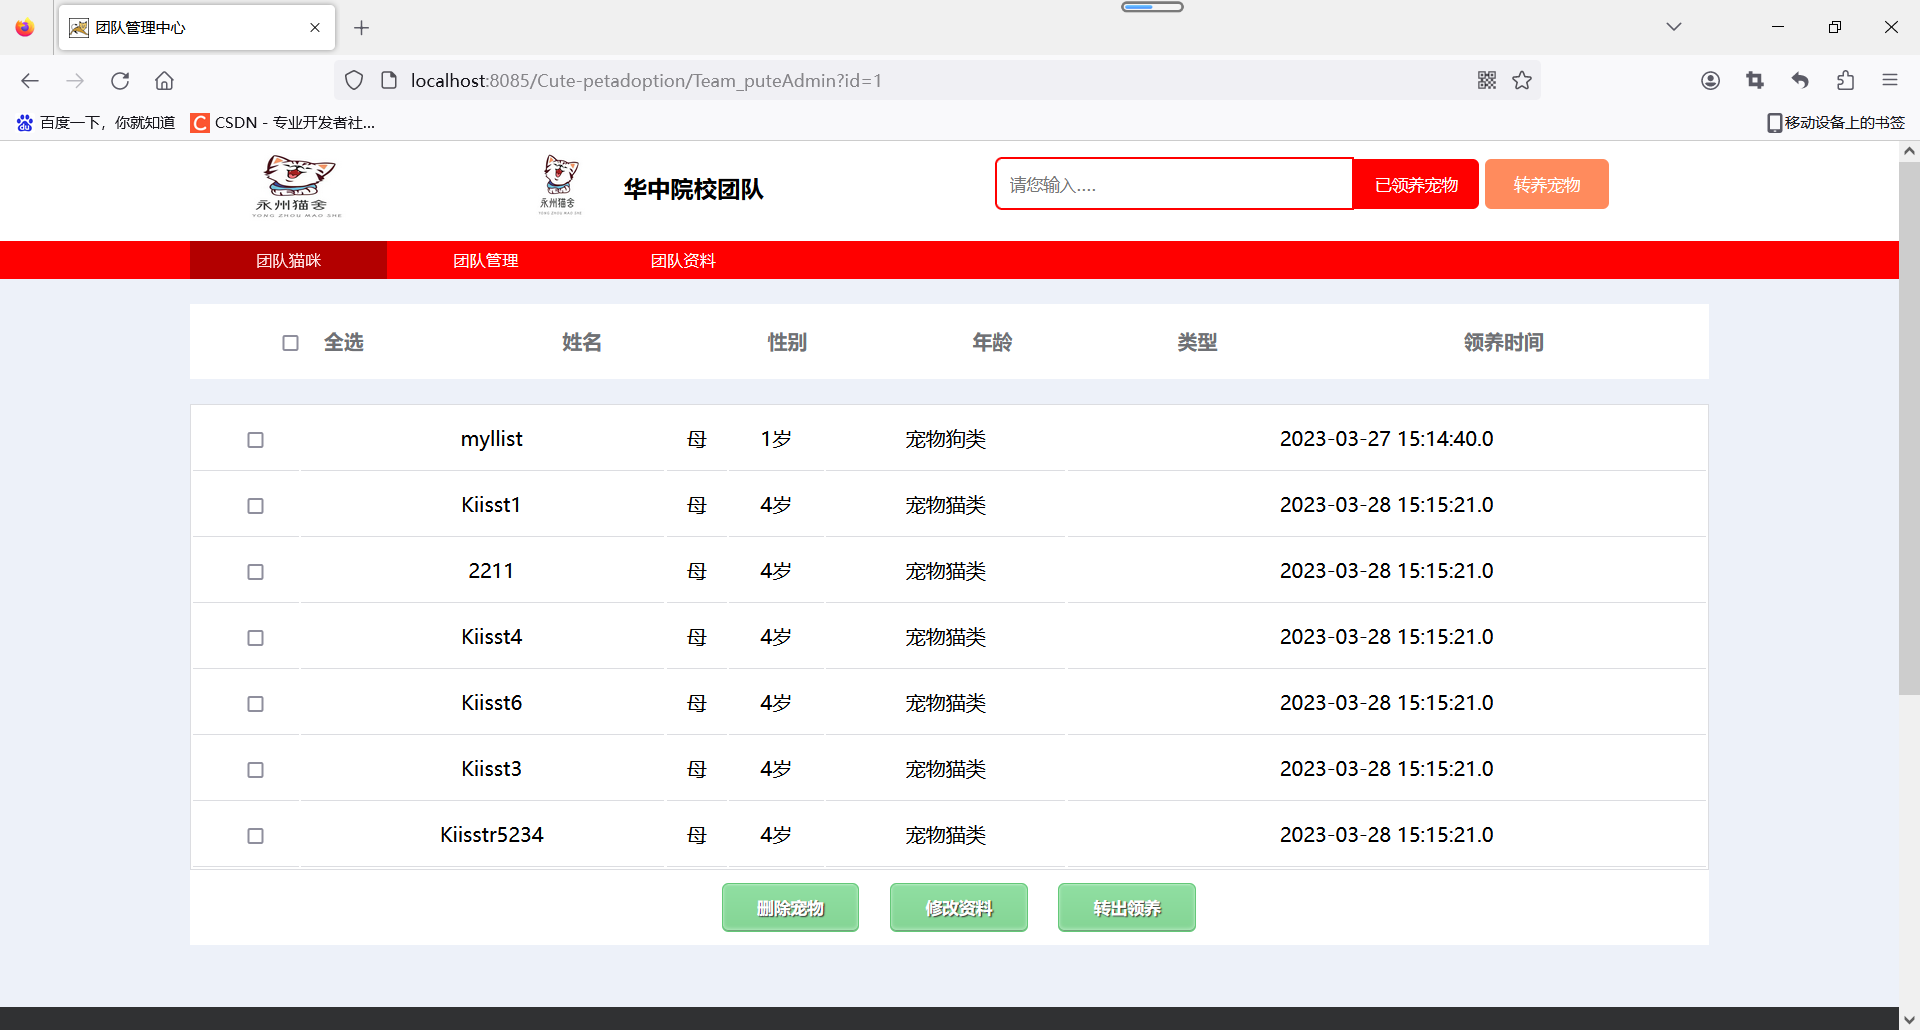 团队管理中心
localhost:8085/Cute-petadoption/Team_puteAdmin?id=1
百度一下，你就知道
CSDN - 专业开发者社...
移动设备上的书签
永州猫舍
YONG ZHOU MAO SHE
永州猫舍
YONG ZHOU MAO SHE
华中院校团队
请您输入....
已领养宠物
转养宠物
团队猫咪
团队管理
团队资料
全选 姓名 性别 年龄 类型 领养时间
myllist 母 1岁 宠物狗类 2023-03-27 15:14:40.0
Kiisst1 母 4岁 宠物猫类 2023-03-28 15:15:21.0
2211 母 4岁 宠物猫类 2023-03-28 15:15:21.0
Kiisst4 母 4岁 宠物猫类 2023-03-28 15:15:21.0
Kiisst6 母 4岁 宠物猫类 2023-03-28 15:15:21.0
Kiisst3 母 4岁 宠物猫类 2023-03-28 15:15:21.0
Kiisstr5234 母 4岁 宠物猫类 2023-03-28 15:15:21.0
删除宠物
修改资料
转出领养